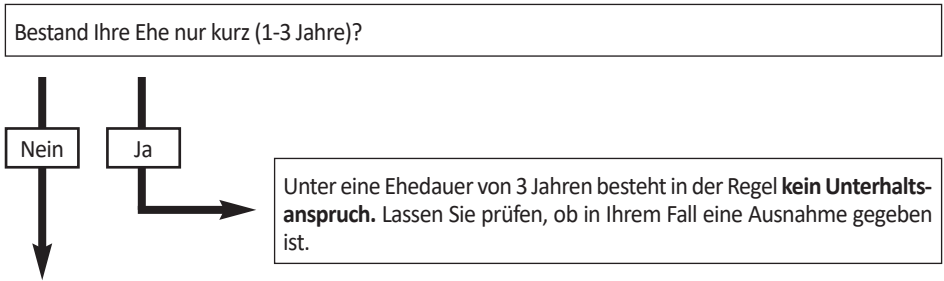 Bestand Ihre Ehe nur kurz (1-3 Jahre)?
Nein
Ja
Unter eine Ehedauer von 3 Jahren besteht in der Regel kein Unterhalts-
anspruch. Lassen Sie prüfen, ob in Ihrem Fall eine Ausnahme gegeben
ist.